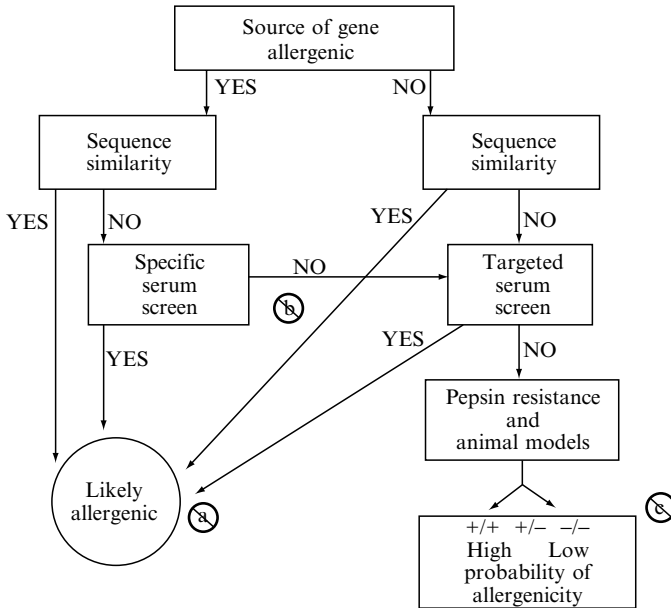 Source of gene
allergenic
YES
NO
Sequence
similarity
Sequence
similarity
YES
NO
YES
NO
Specific
serum
screen
NO
Targeted
serum
screen
b
YES
YES
NO
Pepsin resistance
and
animal models
Likely
allergenic
a
c
+/+ +/– –/–
High Low
probability of
allergenicity